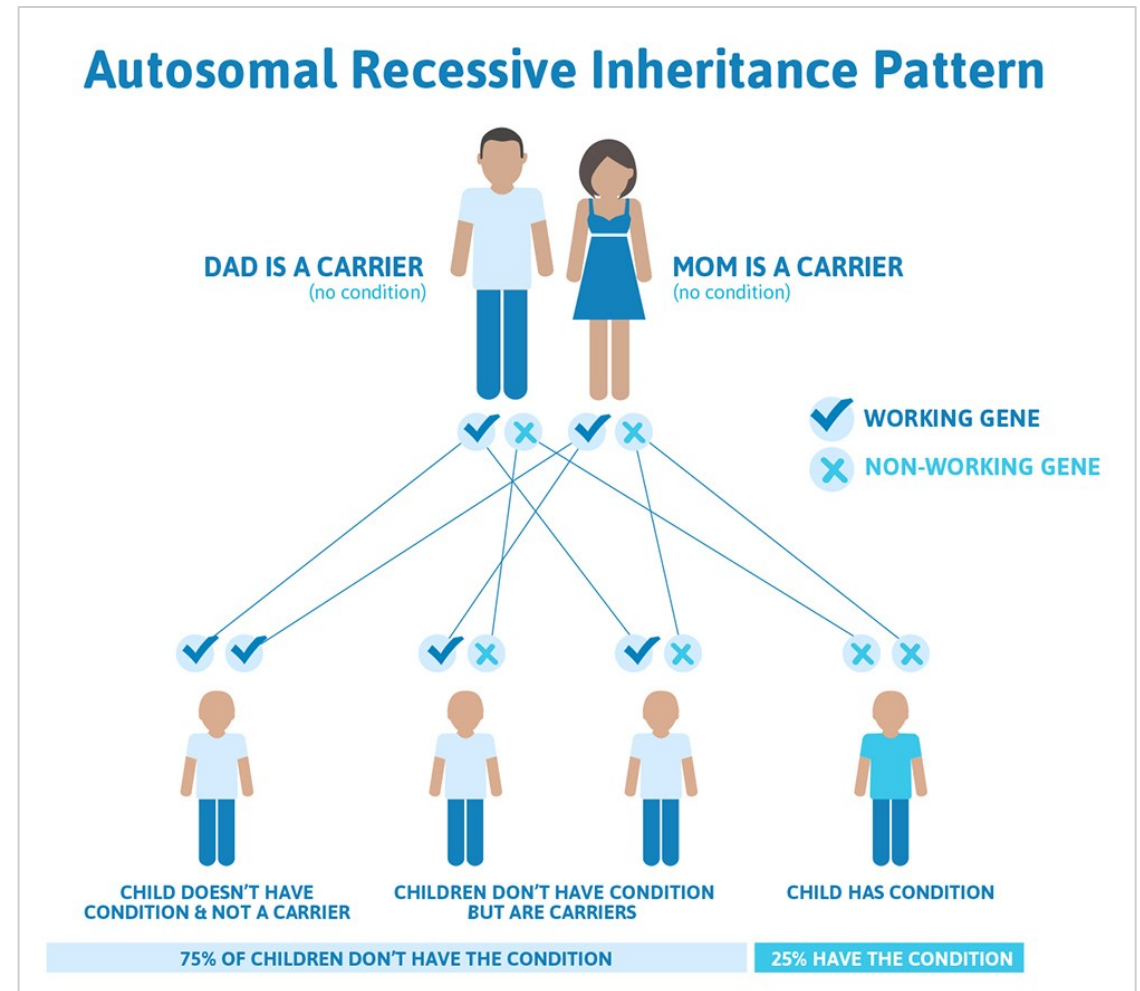 Autosomal Recessive Inheritance Pattern
DAD IS A CARRIER
(no condition)
MOM IS A CARRIER
(no condition)
WORKING GENE
NON-WORKING GENE
CHILD DOESN'T HAVE
CONDITION & NOT A CARRIER
CHILDREN DON'T HAVE CONDITION
BUT ARE CARRIERS
CHILD HAS CONDITION
75% OF CHILDREN DON'T HAVE THE CONDITION
25% HAVE THE CONDITION